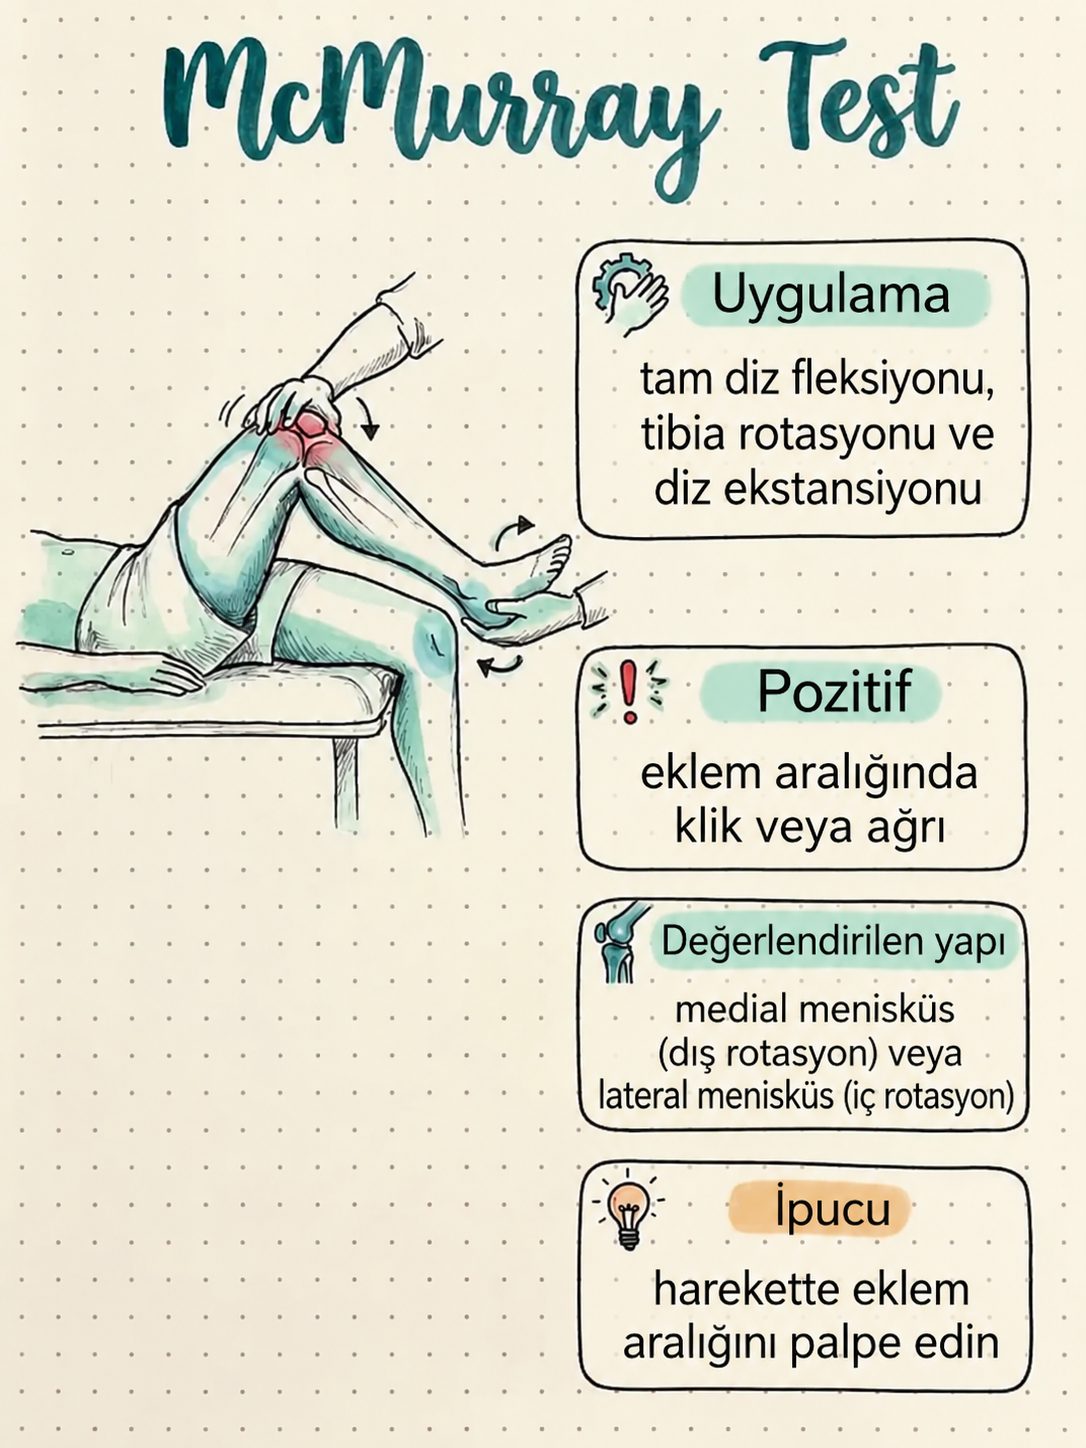 McMurray Test
Uygulama
tam diz fleksiyonu,
tibia rotasyonu ve
diz ekstansiyonu
Pozitif
eklem aralığında
klik veya ağrı
Değerlendirilen yapı
medial menisküs
(dış rotasyon) veya
lateral menisküs (iç rotasyon)
İpucu
harekette eklem
aralığını palpe edin